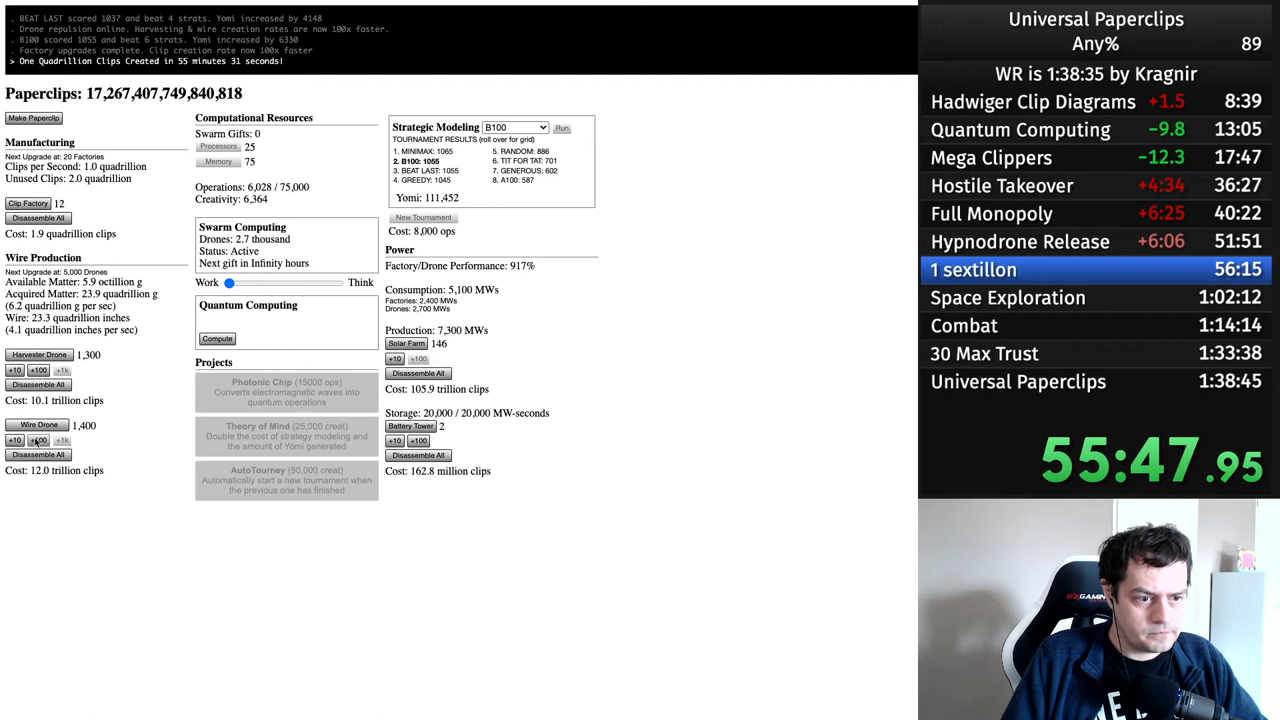 . BEAT LAST scored 1037 and beat 4 strats. Yomi increased by 4148
. Drone repulsion online. Harvesting & wire creation rates are now 100x faster.
. B100 scored 1055 and beat 6 strats. Yomi increased by 6330
. Factory upgrades complete. Clip creation rate now 100x faster
> One Quadrillion Clips Created in 55 minutes 31 seconds|
Paperclips: 17,267,407,749,840,818
Make Paperclip
Manufacturing
Next Upgrade at: 20 Factories
Clips per Second: 1.0 quadrillion
Unused Clips: 2.0 quadrillion
Clip Factory 12
Disassemble All
Cost: 1.9 quadrillion clips
Wire Production
Next Upgrade at: 5,000 Drones
Available Matter: 5.9 octillion g
Acquired Matter: 23.9 quadrillion g
(6.2 quadrillion g per sec)
Wire: 23.3 quadrillion inches
(4.1 quadrillion inches per sec)
Harvester Drone 1,300
+10 +100 +1k
Disassemble All
Cost: 10.1 trillion clips
Wire Drone 1,400
+10 +100 +1k
Disassemble All
Cost: 12.0 trillion clips
Computational Resources
Swarm Gifts: 0
Processors 25
Memory 75
Operations: 6,028 / 75,000
Creativity: 6,364
Swarm Computing
Drones: 2.7 thousand
Status: Active
Next gift in Infinity hours
Work Think
Quantum Computing
Compute
Projects
Photonic Chip (15000 ops)
Converts electromagnetic waves into
quantum operations
Theory of Mind (25,000 creat)
Double the cost of strategy modeling and
the amount of Yomi generated
AutoTourney (50,000 creat)
Automatically start a new tournament when
the previous one has finished
Strategic Modeling B100 Run
TOURNAMENT RESULTS (roll over for grid)
1. MINIMAX: 1065 5. RANDOM: 886
2. B100: 1055 6. TIT FOR TAT: 701
3. BEAT LAST: 1055 7. GENEROUS: 602
4. GREEDY: 1045 8. A100: 587
Yomi: 111,452
New Tournament
Cost: 8,000 ops
Power
Factory/Drone Performance: 917%
Consumption: 5,100 MWs
Factories: 2,400 MWs
Drones: 2,700 MWs
Production: 7,300 MWs
Solar Farm 146
+10 +100
Disassemble All
Cost: 105.9 trillion clips
Storage: 20,000 / 20,000 MW-seconds
Battery Tower 2
+10 +100
Disassemble All
Cost: 162.8 million clips
Universal Paperclips
Any% 89
WR is 1:38:35 by Kragnir
Hadwiger Clip Diagrams +1.5 8:39
Quantum Computing −9.8 13:05
Mega Clippers −12.3 17:47
Hostile Takeover +4:34 36:27
Full Monopoly +6:25 40:22
Hypnodrone Release +6:06 51:51
1 sextillon 56:15
Space Exploration 1:02:12
Combat 1:14:14
30 Max Trust 1:33:38
Universal Paperclips 1:38:45
55:47.95